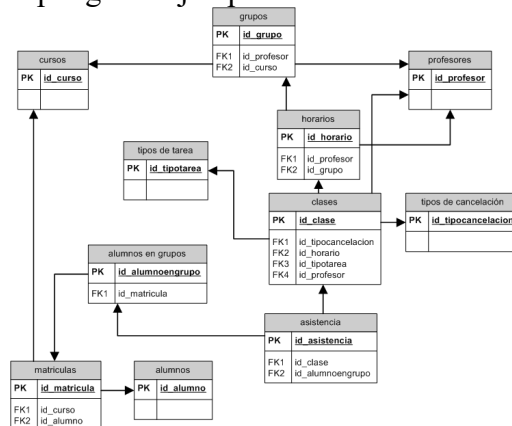 grupos
PK id_grupo
FK1 id_profesor
FK2 id_curso
cursos
PK id_curso
profesores
PK id_profesor
horarios
PK id_horario
FK1 id_profesor
FK2 id_grupo
tipos de tarea
PK id_tipotarea
clases
PK id_clase
FK1 id_tipocancelacion
FK2 id_horario
FK3 id_tipotarea
FK4 id_profesor
tipos de cancelación
PK id_tipocancelacion
alumnos en grupos
PK id_alumnoengrupo
FK1 id_matricula
asistencia
PK id_asistencia
FK1 id_clase
FK2 id_alumnoengrupo
matriculas
PK id_matricula
FK1 id_curso
FK2 id_alumno
alumnos
PK id_alumno